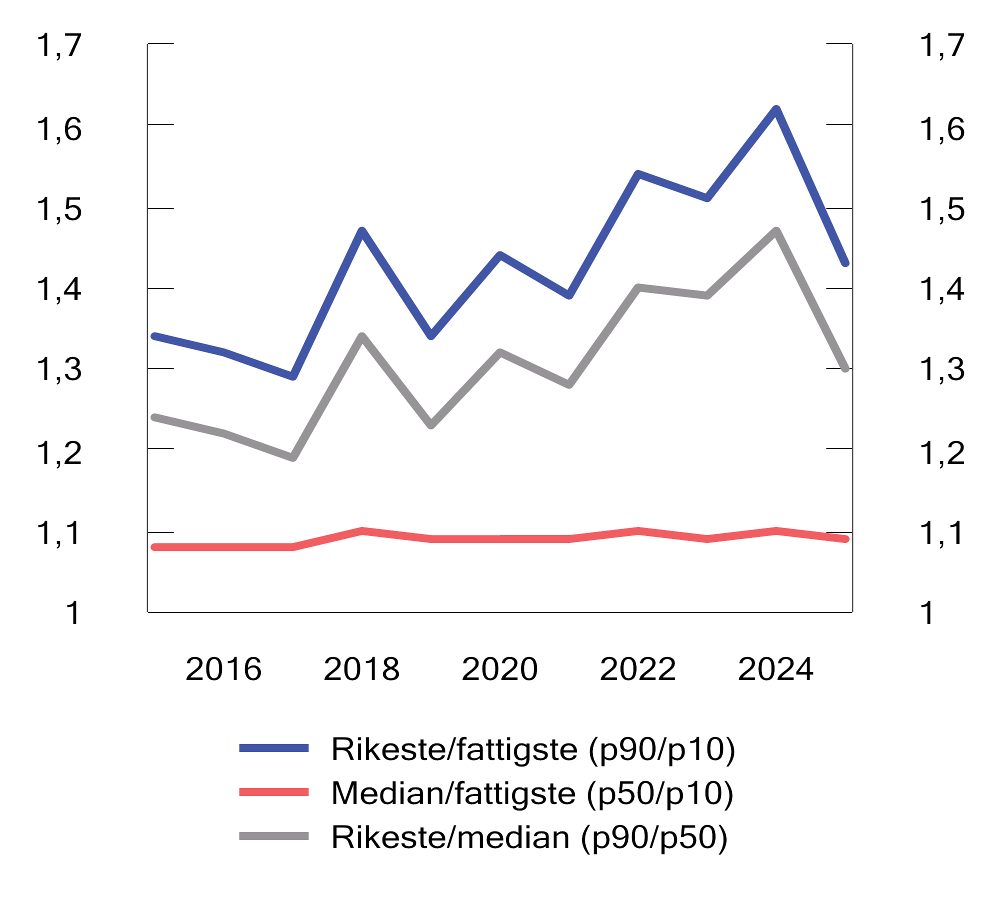 1,7 1,7
1,6 1,6
1,5 1,5
1,4 1,4
1,3 1,3
1,2 1,2
1,1 1,1
1 1
2016 2018 2020 2022 2024
Rikeste/fattigste (p90/p10)
Median/fattigste (p50/p10)
Rikeste/median (p90/p50)